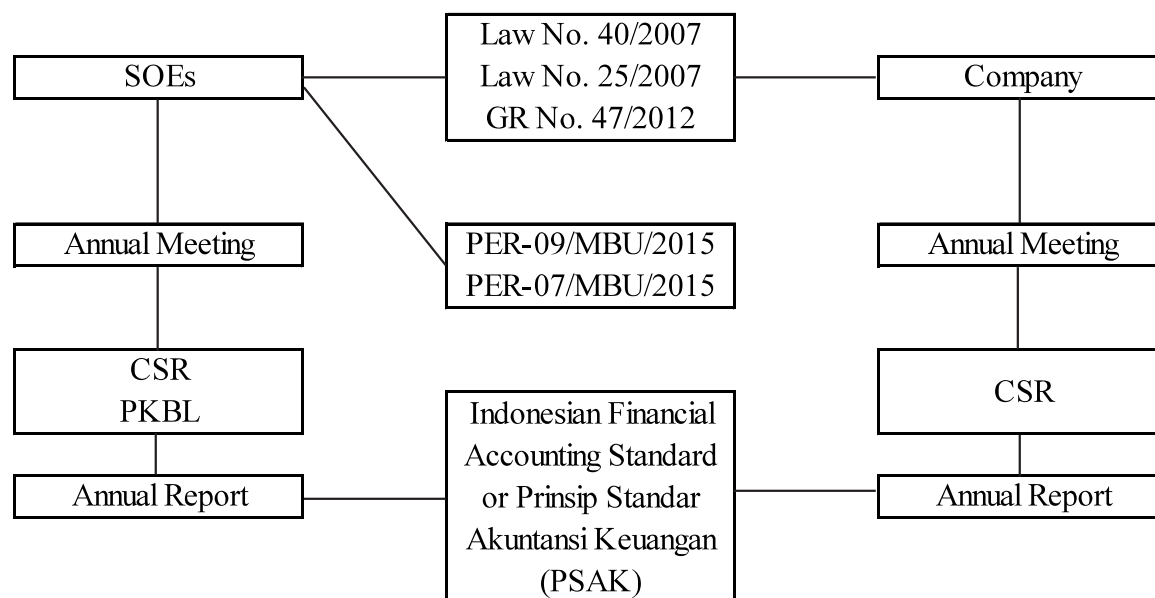 SOEs
Law No. 40/2007
Law No. 25/2007
GR No. 47/2012
Company
Annual Meeting
PER-09/MBU/2015
PER-07/MBU/2015
Annual Meeting
CSR
PKBL
Indonesian Financial
Accounting Standard
or Prinsip Standar
Akuntansi Keuangan
(PSAK)
CSR
Annual Report
Annual Report